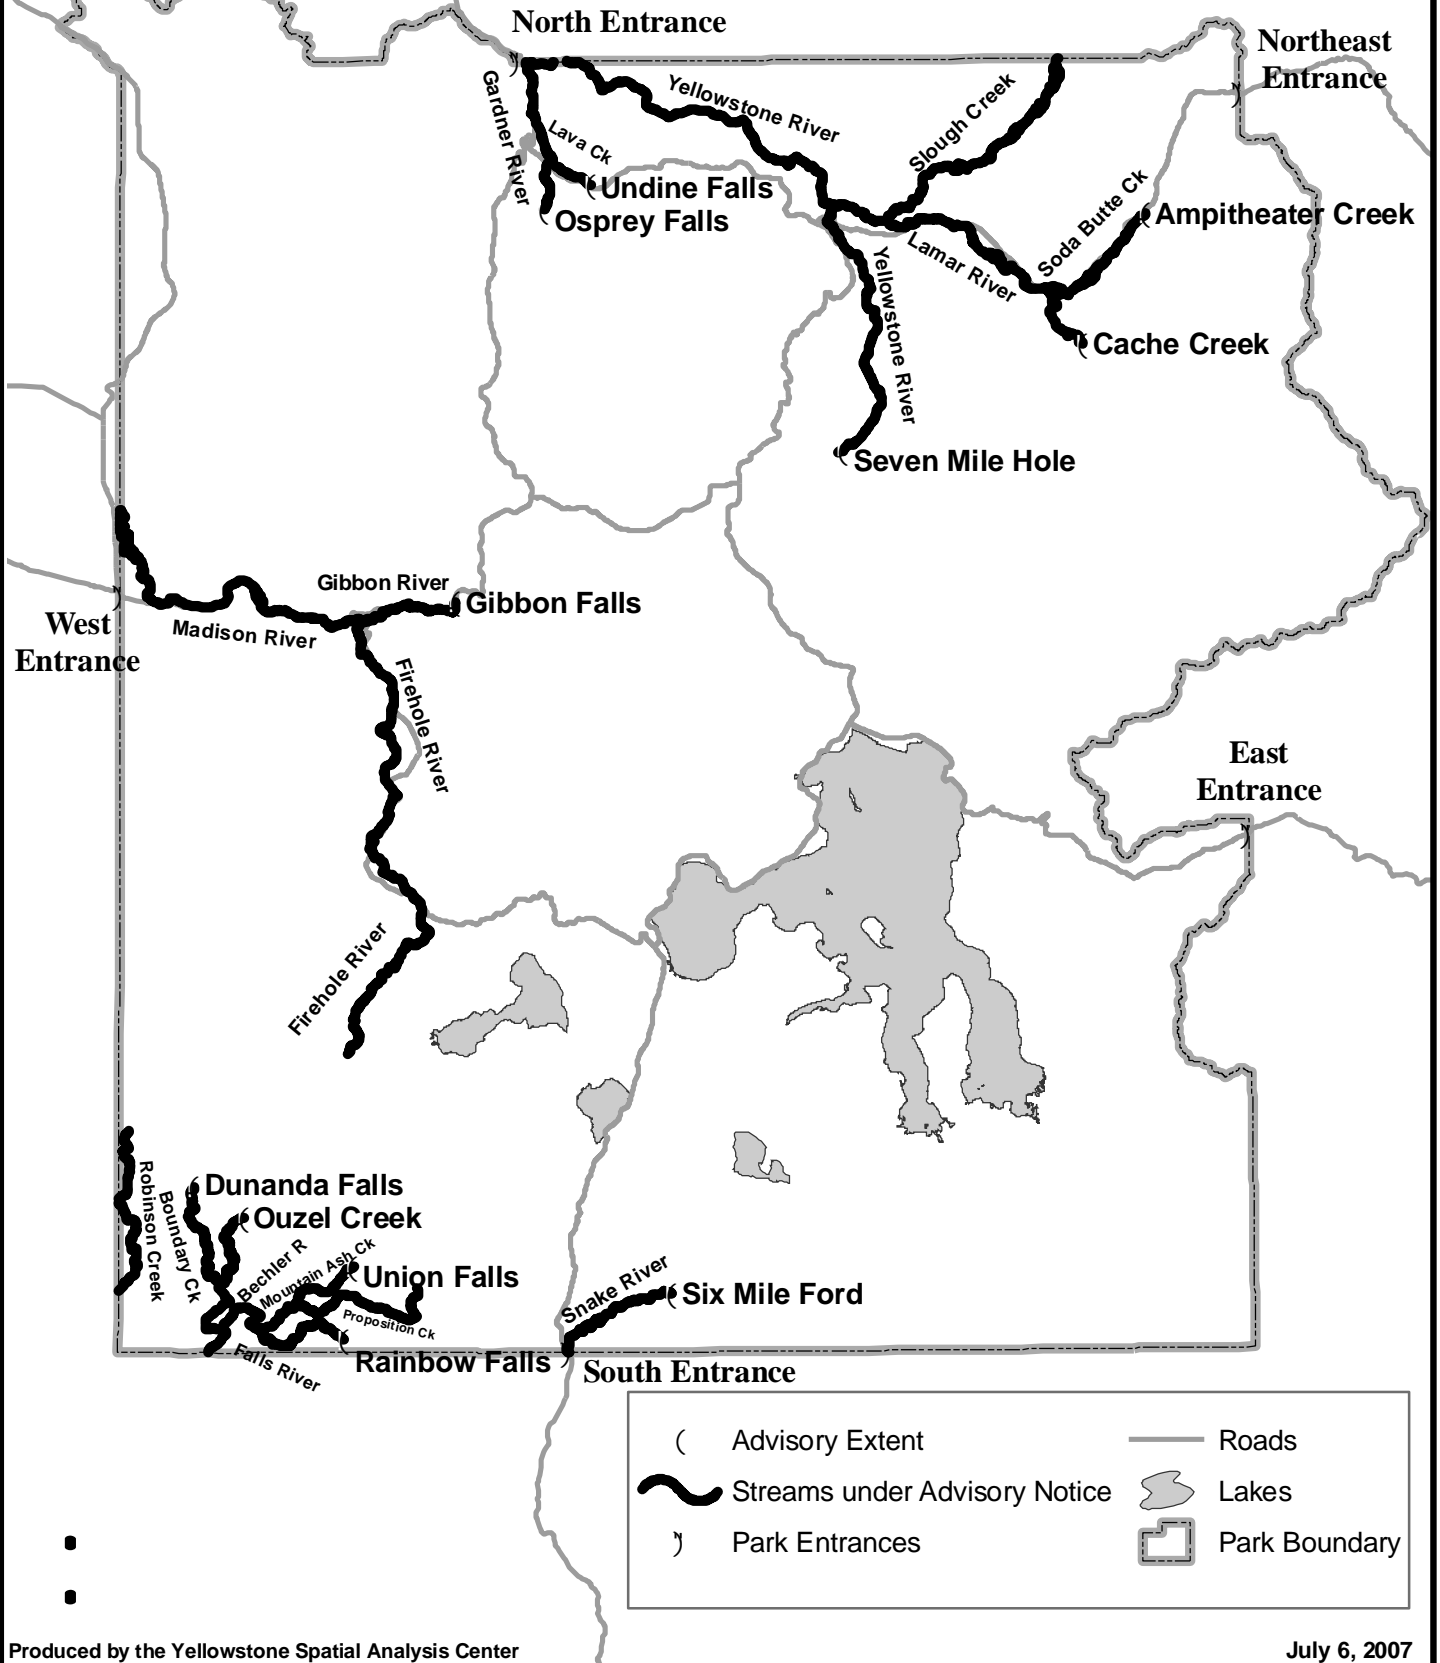 North Entrance
Northeast
Entrance
Gardner River
Lava Ck
Yellowstone River
Slough Creek
Undine Falls
Osprey Falls
Soda Butte Ck
Ampitheater Creek
Lamar River
Yellowstone River
Cache Creek
Seven Mile Hole
Gibbon River
Gibbon Falls
West
Entrance
Madison River
Firehole River
East
Entrance
Firehole River
Robinson Creek
Boundary Ck
Dunanda Falls
Ouzel Creek
Bechler R
Mountain Ash Ck
Union Falls
Proposition Ck
Falls River
Rainbow Falls
Snake River
Six Mile Ford
South Entrance
Advisory Extent
Roads
Streams under Advisory Notice
Lakes
Park Entrances
Park Boundary
Produced by the Yellowstone Spatial Analysis Center
July 6, 2007